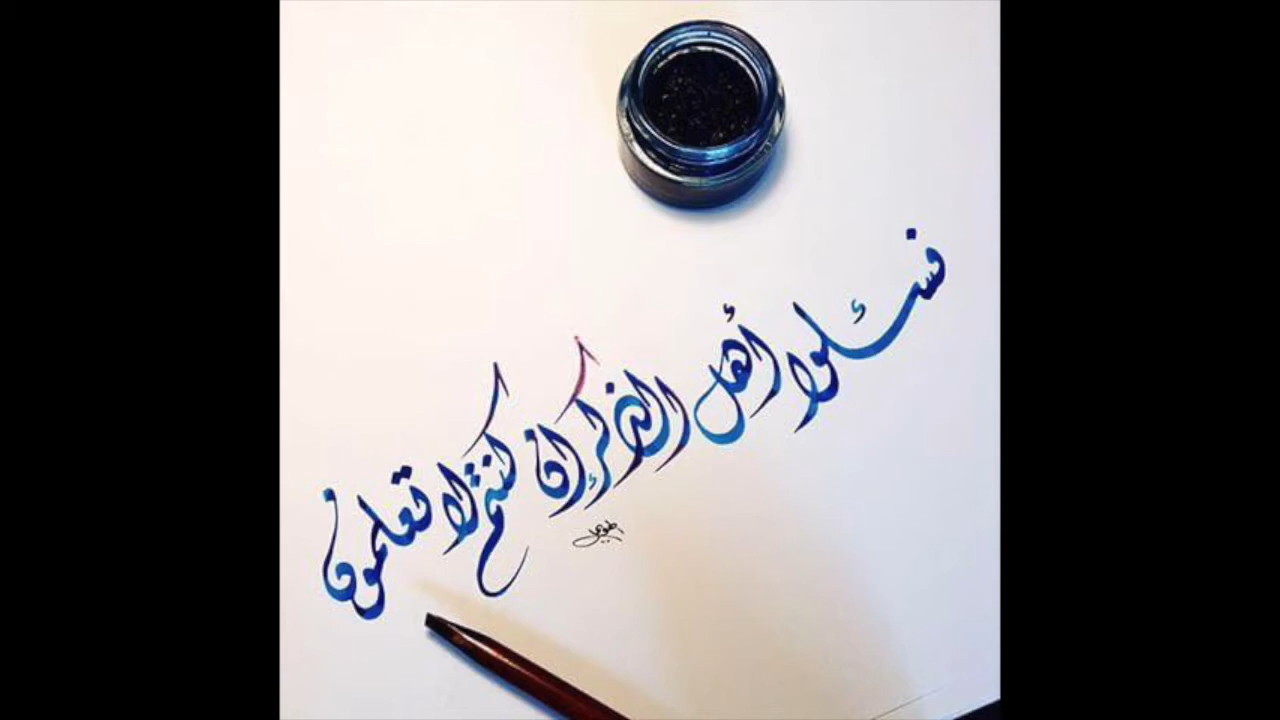 فسئلوا أهل الذكر إن كنتم لا تعلمون